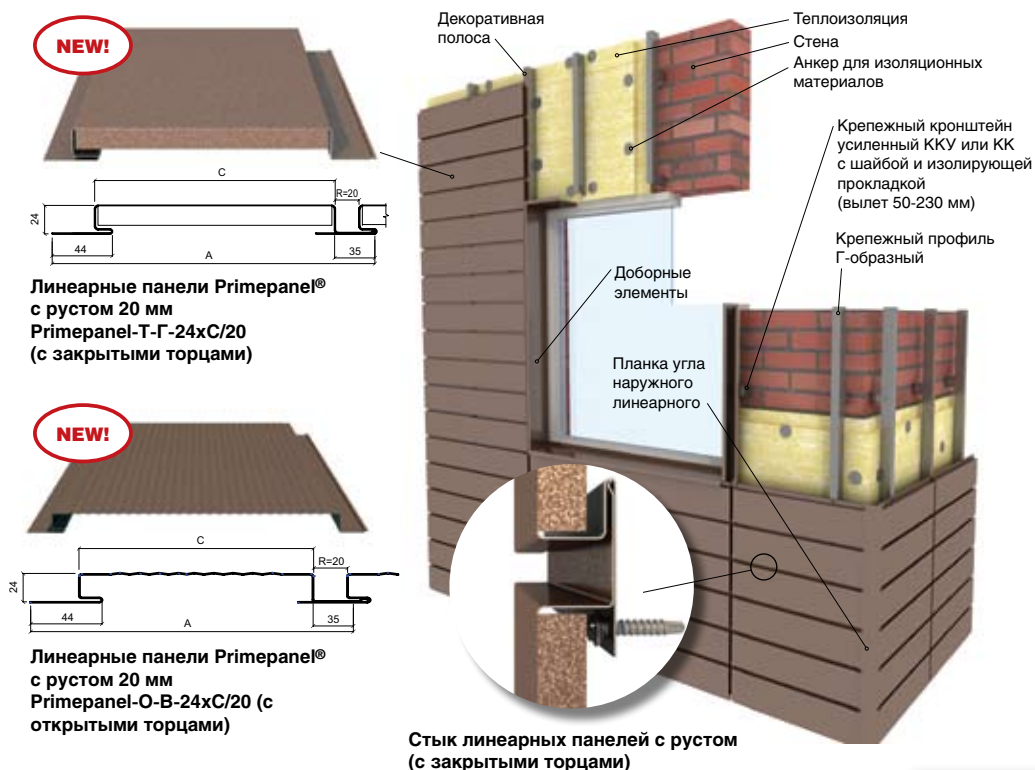 NEW!
C
R=20
24
44
A
35
Линеарные панели Primepanel®
с рустом 20 мм
Primepanel-Т-Г-24xС/20
(с закрытыми торцами)
NEW!
C
R=20
24
44
A
35
Линеарные панели Primepanel®
с рустом 20 мм
Primepanel-О-В-24xС/20 (с
открытыми торцами)
Декоративная
полоса
Теплоизоляция
Стена
Анкер для изоляционных
материалов
Крепежный кронштейн
усиленный ККУ или КК
с шайбой и изолирующей
прокладкой
(вылет 50-230 мм)
Крепежный профиль
Г-образный
Доборные
элементы
Планка угла
наружного
линеарного
Стык линеарных панелей с рустом
(с закрытыми торцами)